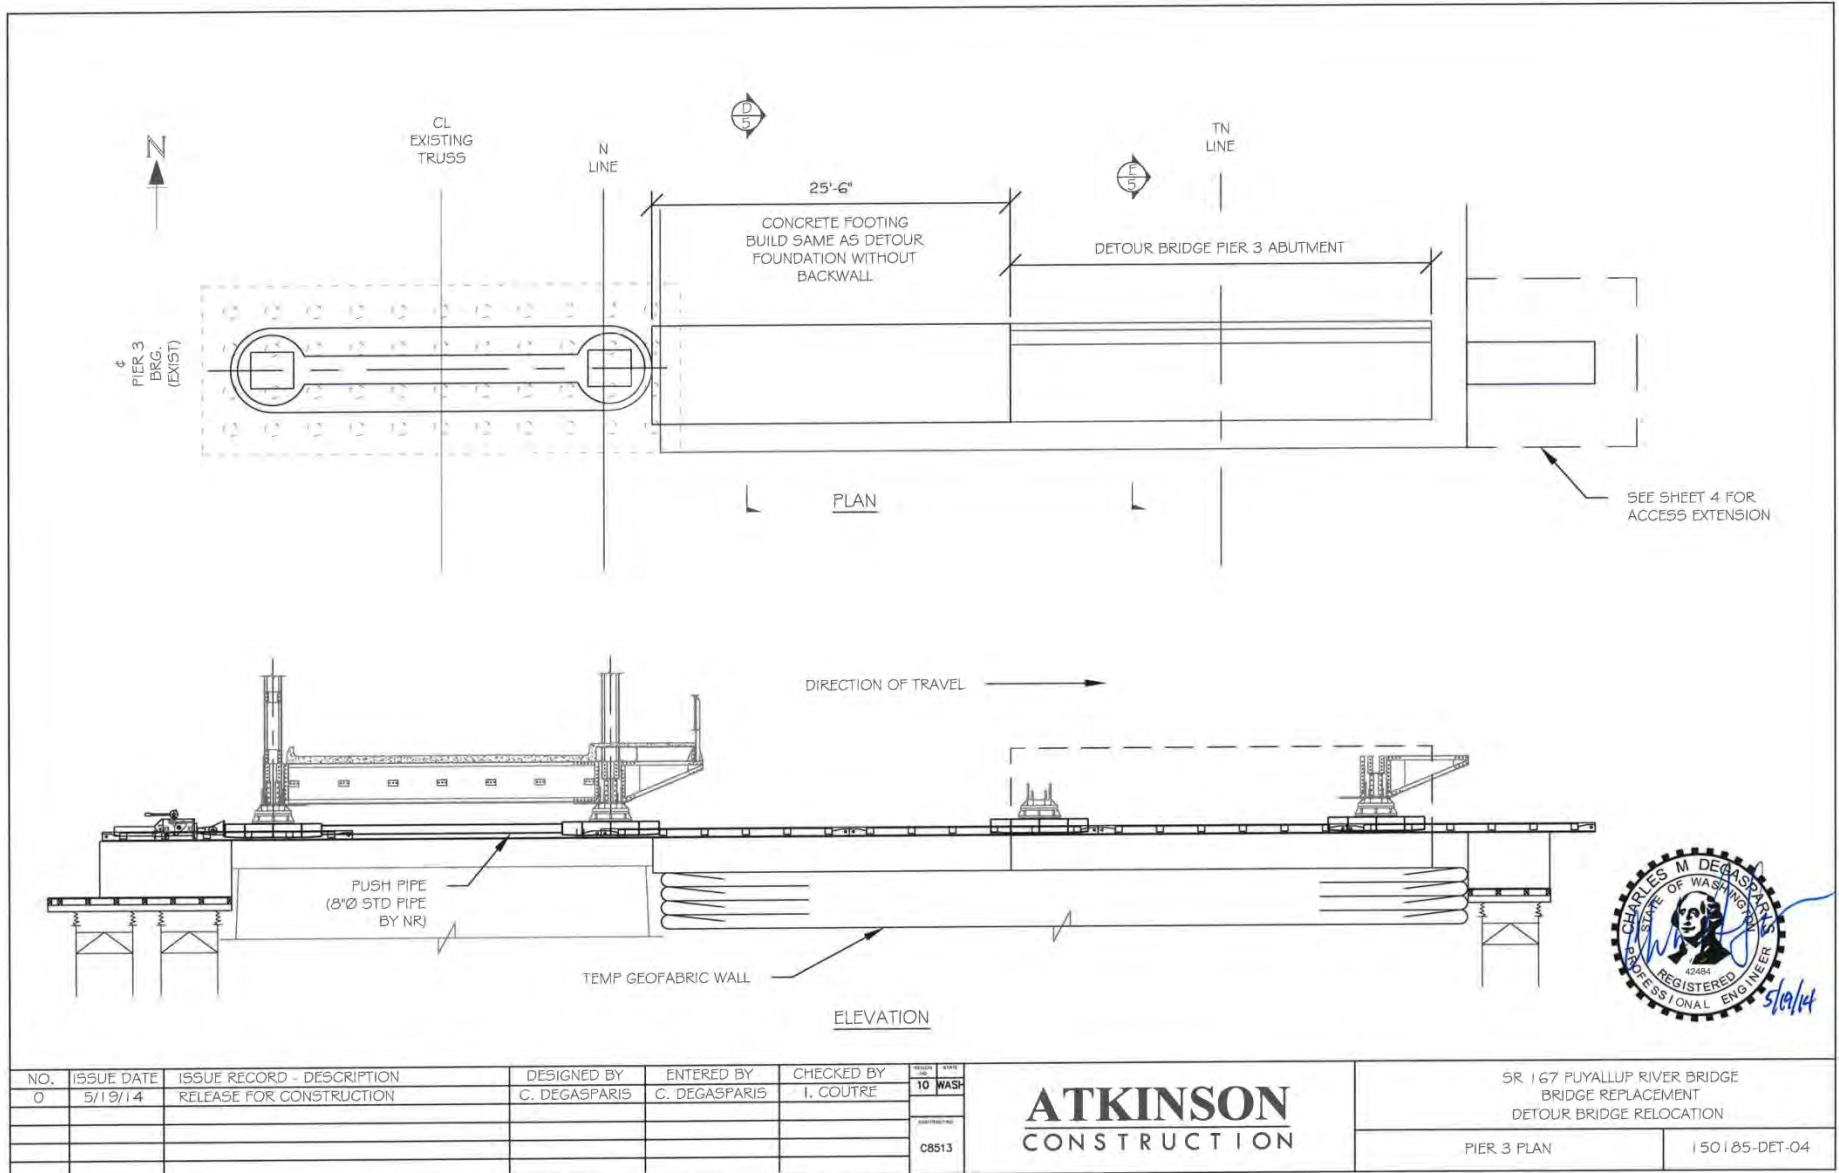 CL
EXISTING
TRUSS
N
LINE
D
5
E
5
TN
LINE
N
25'-6"
CONCRETE FOOTING
BUILD SAME AS DETOUR
FOUNDATION WITHOUT
BACKWALL
DETOUR BRIDGE PIER 3 ABUTMENT
¢
PIER 3
BRG.
(EXIST)
SEE SHEET 4 FOR
ACCESS EXTENSION
PLAN
DIRECTION OF TRAVEL
PUSH PIPE
(8"Ø STD PIPE
BY NR)
TEMP GEOFABRIC WALL
ELEVATION
CHARLES M DEGASPARIS
STATE OF WASHINGTON
42484
REGISTERED
PROFESSIONAL ENGINEER
5/19/14
NO. ISSUE DATE ISSUE RECORD - DESCRIPTION DESIGNED BY ENTERED BY CHECKED BY
0 5/19/14 RELEASE FOR CONSTRUCTION C. DEGASPARIS C. DEGASPARIS I. COUTRE
STATE
10 WASH
C8513
ATKINSON
CONSTRUCTION
SR 167 PUYALLUP RIVER BRIDGE
BRIDGE REPLACEMENT
DETOUR BRIDGE RELOCATION
PIER 3 PLAN
150185-DET-04